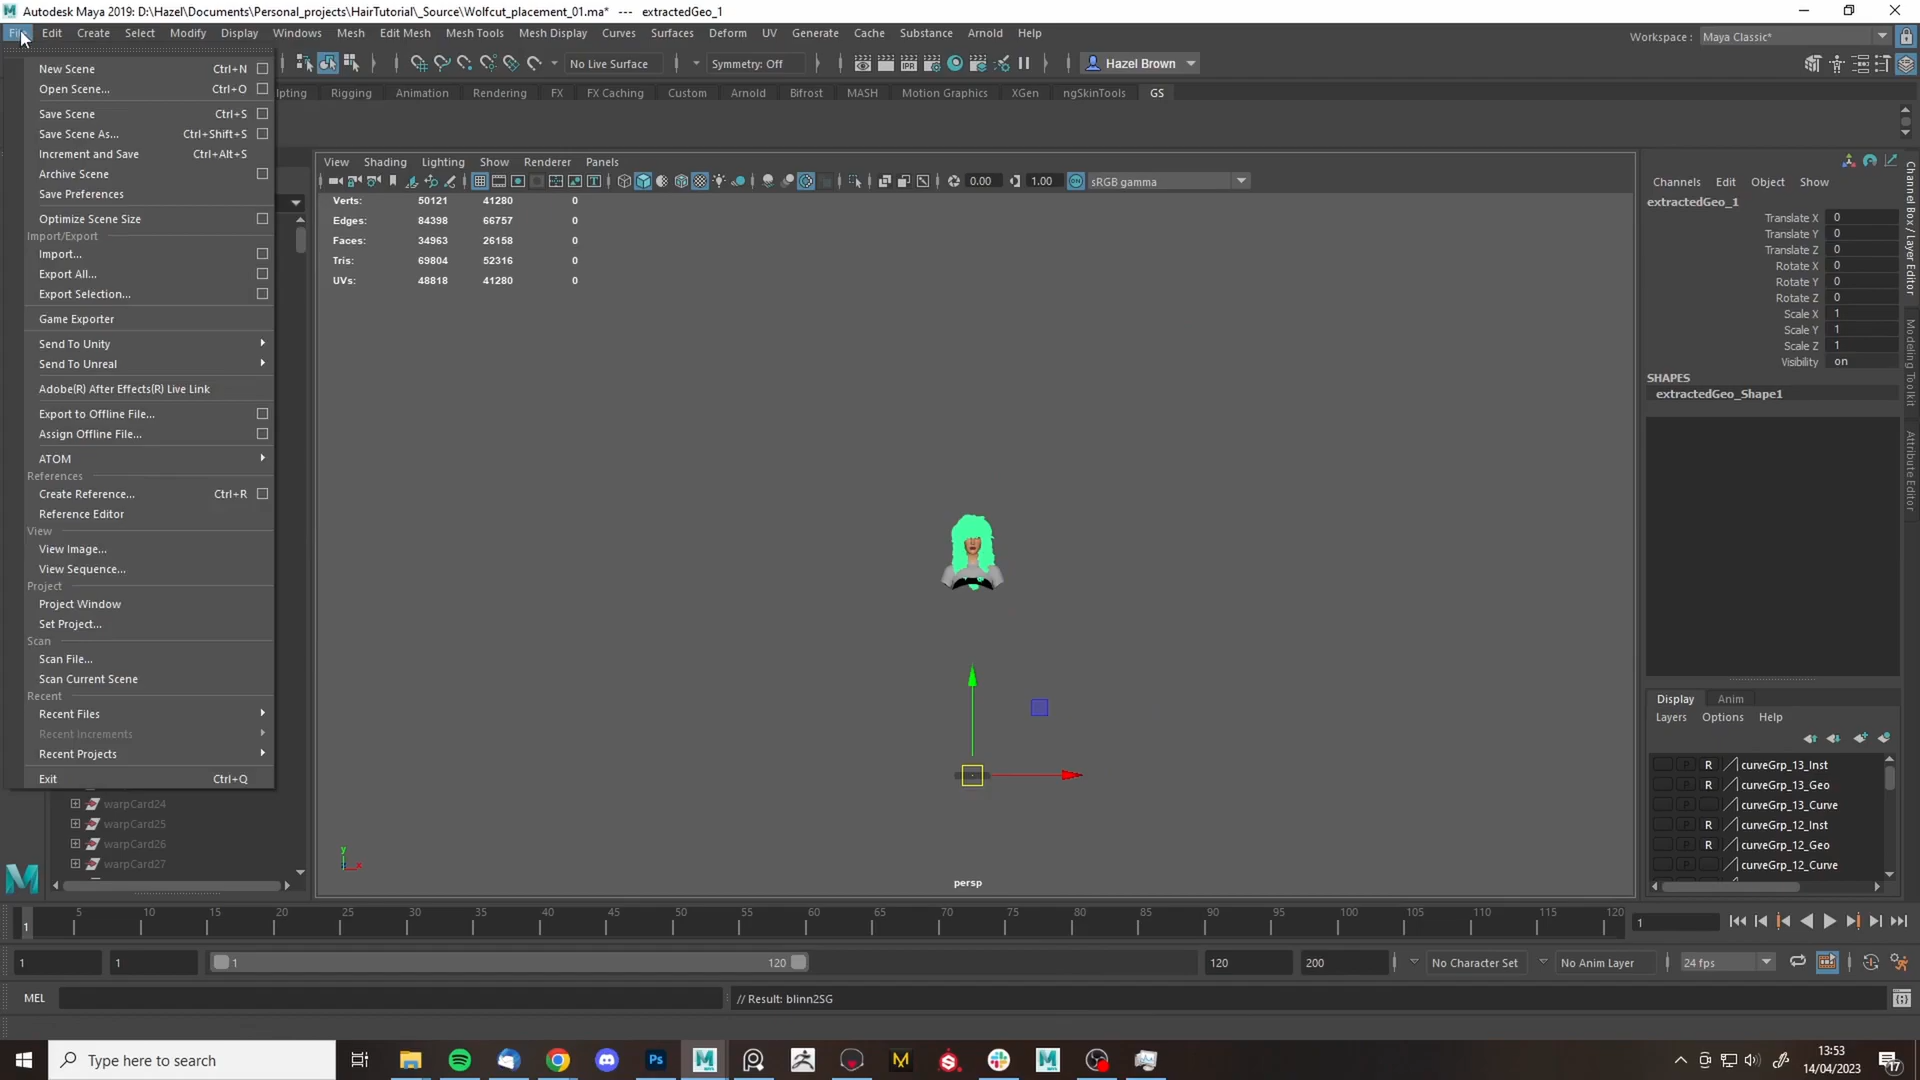 Autodesk Maya 2019: D:\Hazel\Documents\Personal_projects\HairTutorial\_Source\Wolfcut_placement_01.ma* --- extractedGeo_1
File Edit Create Select Modify Display Windows Mesh Edit Mesh Mesh Tools Mesh Display Curves Surfaces Deform UV Generate Cache Substance Arnold Help
Workspace : Maya Classic*
No Live Surface Symmetry: Off Hazel Brown
Rigging Animation Rendering FX FX Caching Custom Arnold Bifrost MASH Motion Graphics XGen ngSkinTools GS
New Scene Ctrl+N
Open Scene... Ctrl+O
Save Scene Ctrl+S
Save Scene As... Ctrl+Shift+S
Increment and Save Ctrl+Alt+S
Archive Scene
Save Preferences
Optimize Scene Size
Import/Export
Import...
Export All...
Export Selection...
Game Exporter
Send To Unity
Send To Unreal
Adobe(R) After Effects(R) Live Link
Export to Offline File...
Assign Offline File...
ATOM
References
Create Reference... Ctrl+R
Reference Editor
View
View Image...
View Sequence...
Project
Project Window
Set Project...
Scan
Scan File...
Scan Current Scene
Recent
Recent Files
Recent Increments
Recent Projects
Exit Ctrl+Q
warpCard24
warpCard25
warpCard26
warpCard27
View Shading Lighting Show Renderer Panels
0.00 1.00 sRGB gamma
Verts: 50121 41280 0
Edges: 84398 66757 0
Faces: 34963 26158 0
Tris: 69804 52316 0
UVs: 48818 41280 0
y
x
persp
Channels Edit Object Show
extractedGeo_1
Translate X 0
Translate Y 0
Translate Z 0
Rotate X 0
Rotate Y 0
Rotate Z 0
Scale X 1
Scale Y 1
Scale Z 1
Visibility on
SHAPES
extractedGeo_Shape1
Channel Box / Layer Editor
Modeling Toolkit
Attribute Editor
Display Anim
Layers Options Help
R curveGrp_13_Inst
R curveGrp_13_Geo
curveGrp_13_Curve
R curveGrp_12_Inst
R curveGrp_12_Geo
curveGrp_12_Curve
1 5 10 15 20 25 30 35 40 45 50 55 60 65 70 75 80 85 90 95 100 105 110 115 120
1
1 1 1 120 120 200 No Character Set No Anim Layer 24 fps
MEL // Result: blinn2SG
Type here to search
13:53
14/04/2023
17